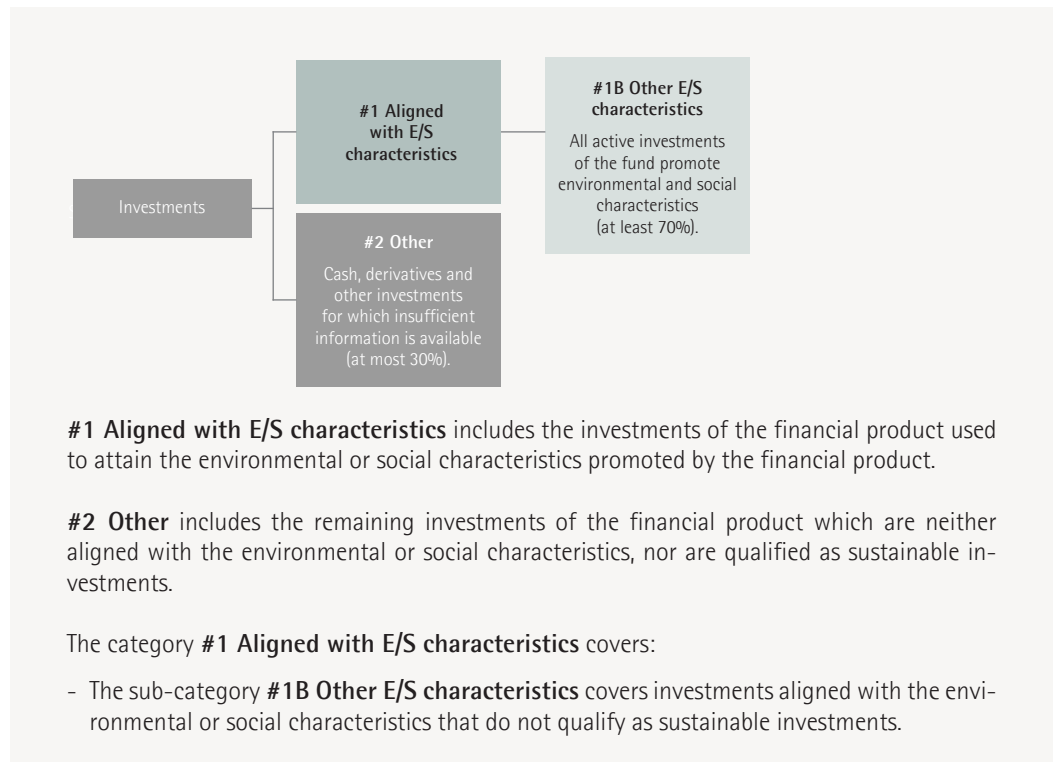 #1 Aligned
with E/S
characteristics
#1B Other E/S
characteristics
All active investments
of the fund promote
environmental and social
characteristics
(at least 70%).
Investments
#2 Other
Cash, derivatives and
other investments
for which insufficient
information is available
(at most 30%).
#1 Aligned with E/S characteristics includes the investments of the financial product used
to attain the environmental or social characteristics promoted by the financial product.
#2 Other includes the remaining investments of the financial product which are neither
aligned with the environmental or social characteristics, nor are qualified as sustainable in-
vestments.
The category #1 Aligned with E/S characteristics covers:
- The sub-category #1B Other E/S characteristics covers investments aligned with the envi-
ronmental or social characteristics that do not qualify as sustainable investments.